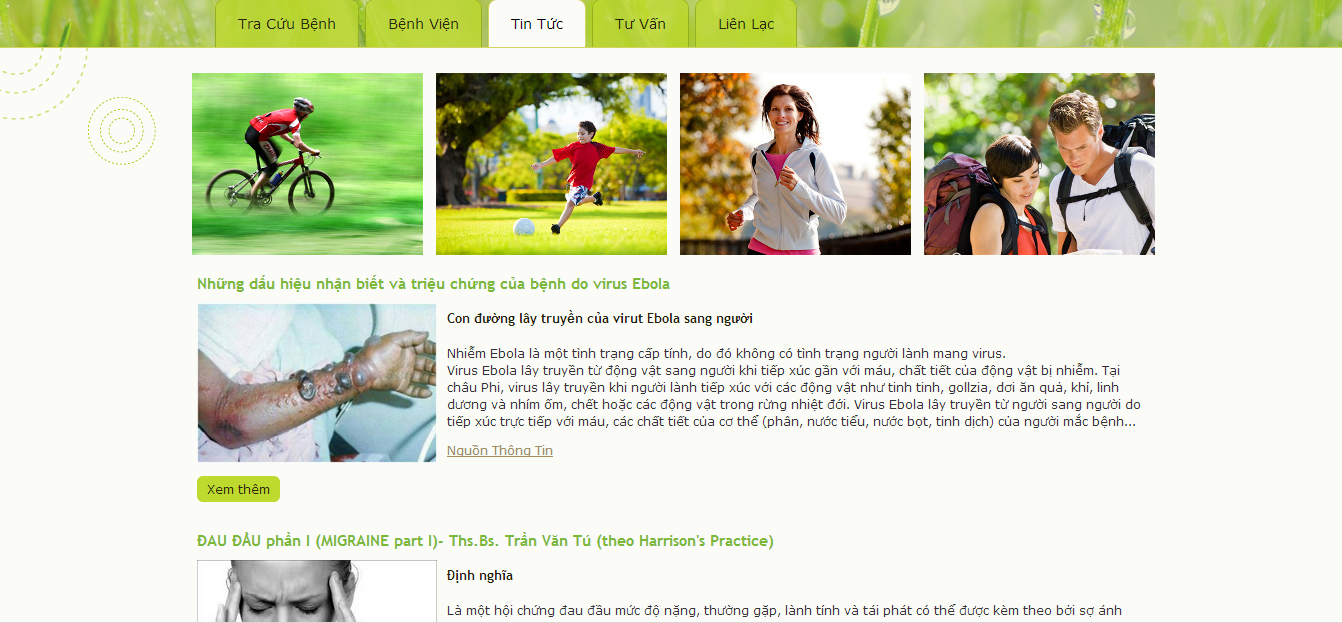 Tra Cứu Bệnh
Bệnh Viện
Tin Tức
Tư Vấn
Liên Lạc
Những dấu hiệu nhận biết và triệu chứng của bệnh do virus Ebola
Con đường lây truyền của virut Ebola sang người
Nhiễm Ebola là một tình trạng cấp tính, do đó không có tình trạng người lành mang virus.
Virus Ebola lây truyền từ động vật sang người khi tiếp xúc gần với máu, chất tiết của động vật bị nhiễm. Tại
châu Phi, virus lây truyền khi người lành tiếp xúc với các động vật như tinh tinh, gollzia, dơi ăn quả, khỉ, linh
dương và nhím ốm, chết hoặc các động vật trong rừng nhiệt đới. Virus Ebola lây truyền từ người sang người do
tiếp xúc trực tiếp với máu, các chất tiết của cơ thể (phân, nước tiểu, nước bọt, tinh dịch) của người mắc bệnh...
Nguồn Thông Tin
Xem thêm
ĐAU ĐẦU phần I (MIGRAINE part I)- Ths.Bs. Trần Văn Tú (theo Harrison's Practice)
Định nghĩa
Là một hội chứng đau đầu mức độ nặng, thường gặp, lành tính và tái phát có thể được kèm theo bởi sợ ánh